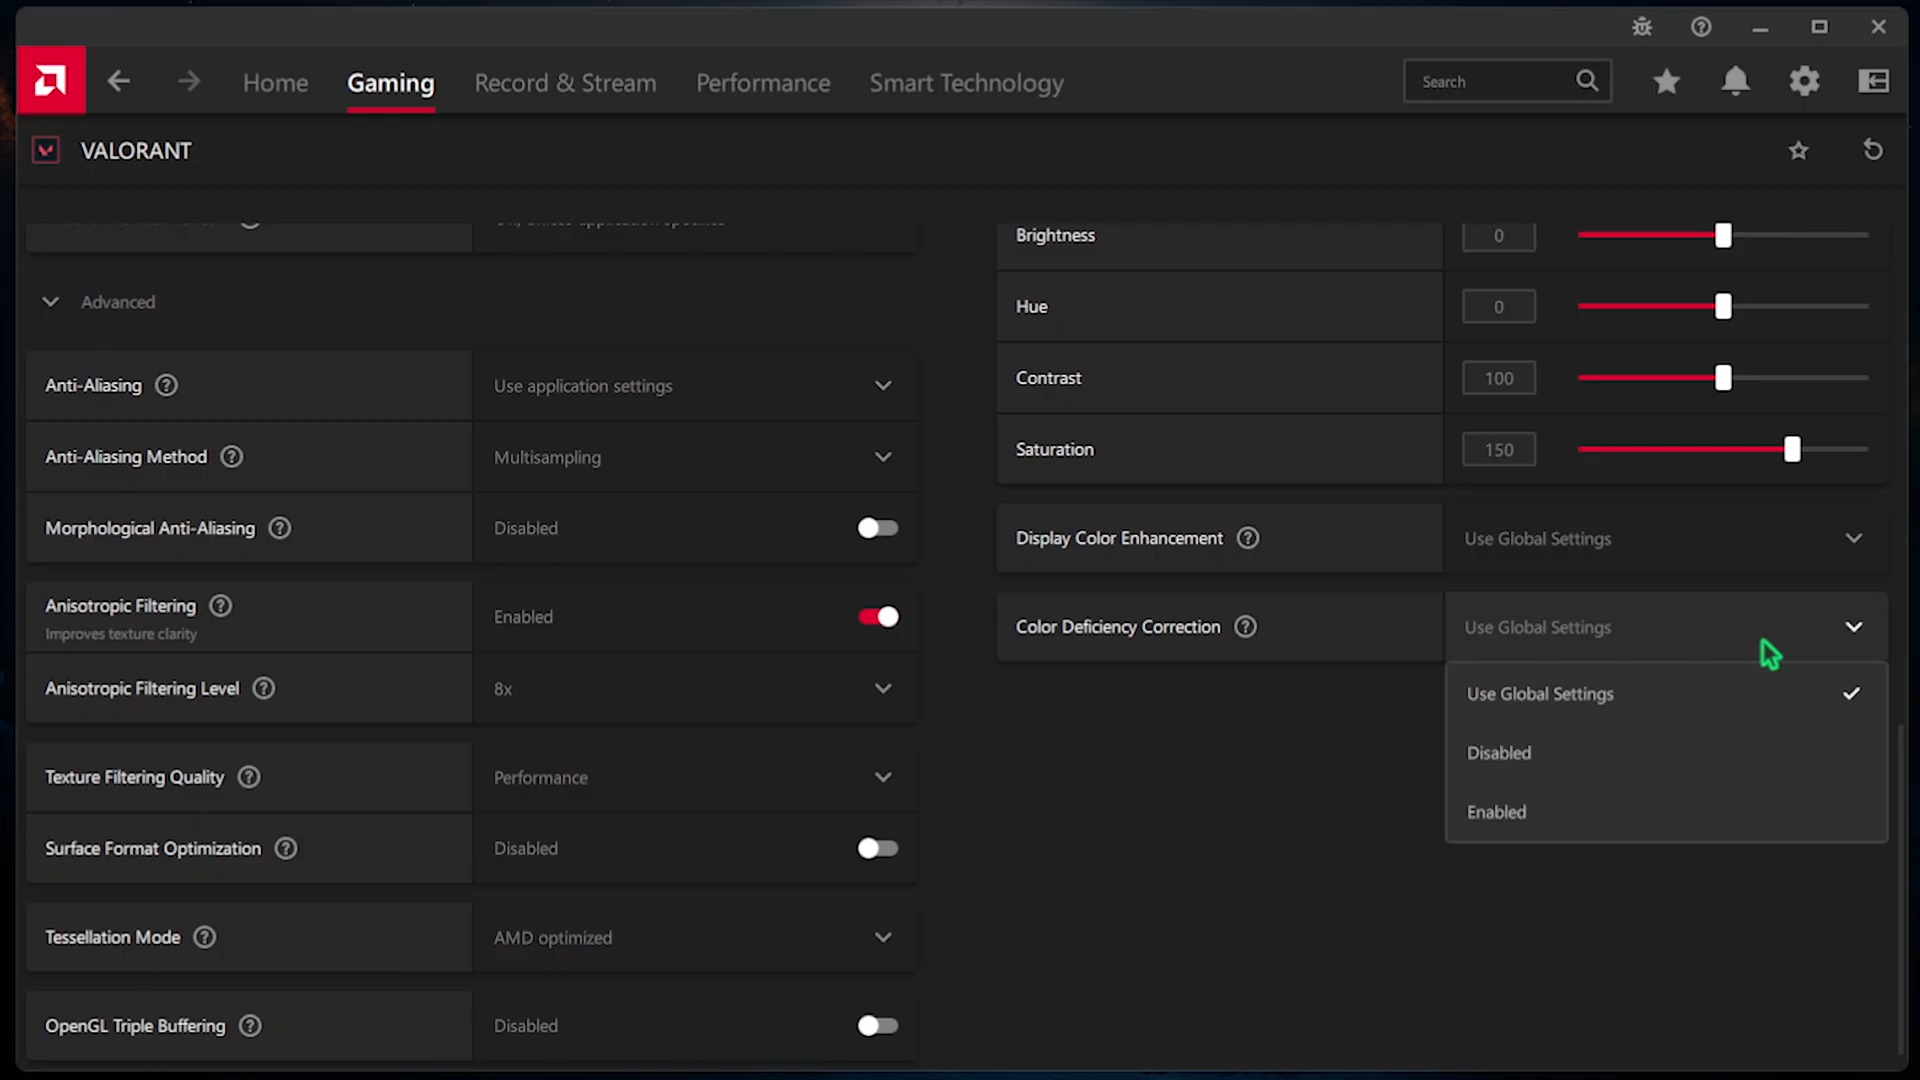 Home
Gaming
Record & Stream
Performance
Smart Technology
Search
VALORANT
Advanced
Anti-Aliasing
Use application settings
Anti-Aliasing Method
Multisampling
Morphological Anti-Aliasing
Disabled
Anisotropic Filtering
Improves texture clarity
Enabled
Anisotropic Filtering Level
8x
Texture Filtering Quality
Performance
Surface Format Optimization
Disabled
Tessellation Mode
AMD optimized
OpenGL Triple Buffering
Disabled
Brightness
0
Hue
0
Contrast
100
Saturation
150
Display Color Enhancement
Use Global Settings
Color Deficiency Correction
Use Global Settings
Use Global Settings
Disabled
Enabled